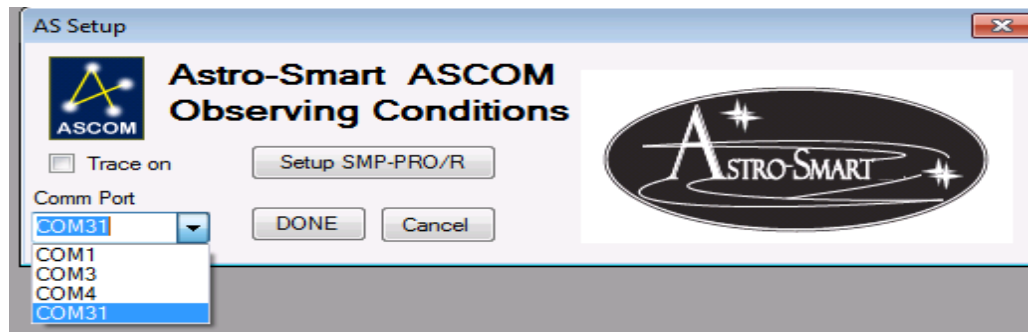 AS Setup
Astro-Smart ASCOM
Observing Conditions
ASCOM
Trace on
Setup SMP-PRO/R
Comm Port
COM31
DONE
Cancel
COM1
COM3
COM4
COM31
ASTRO-SMART